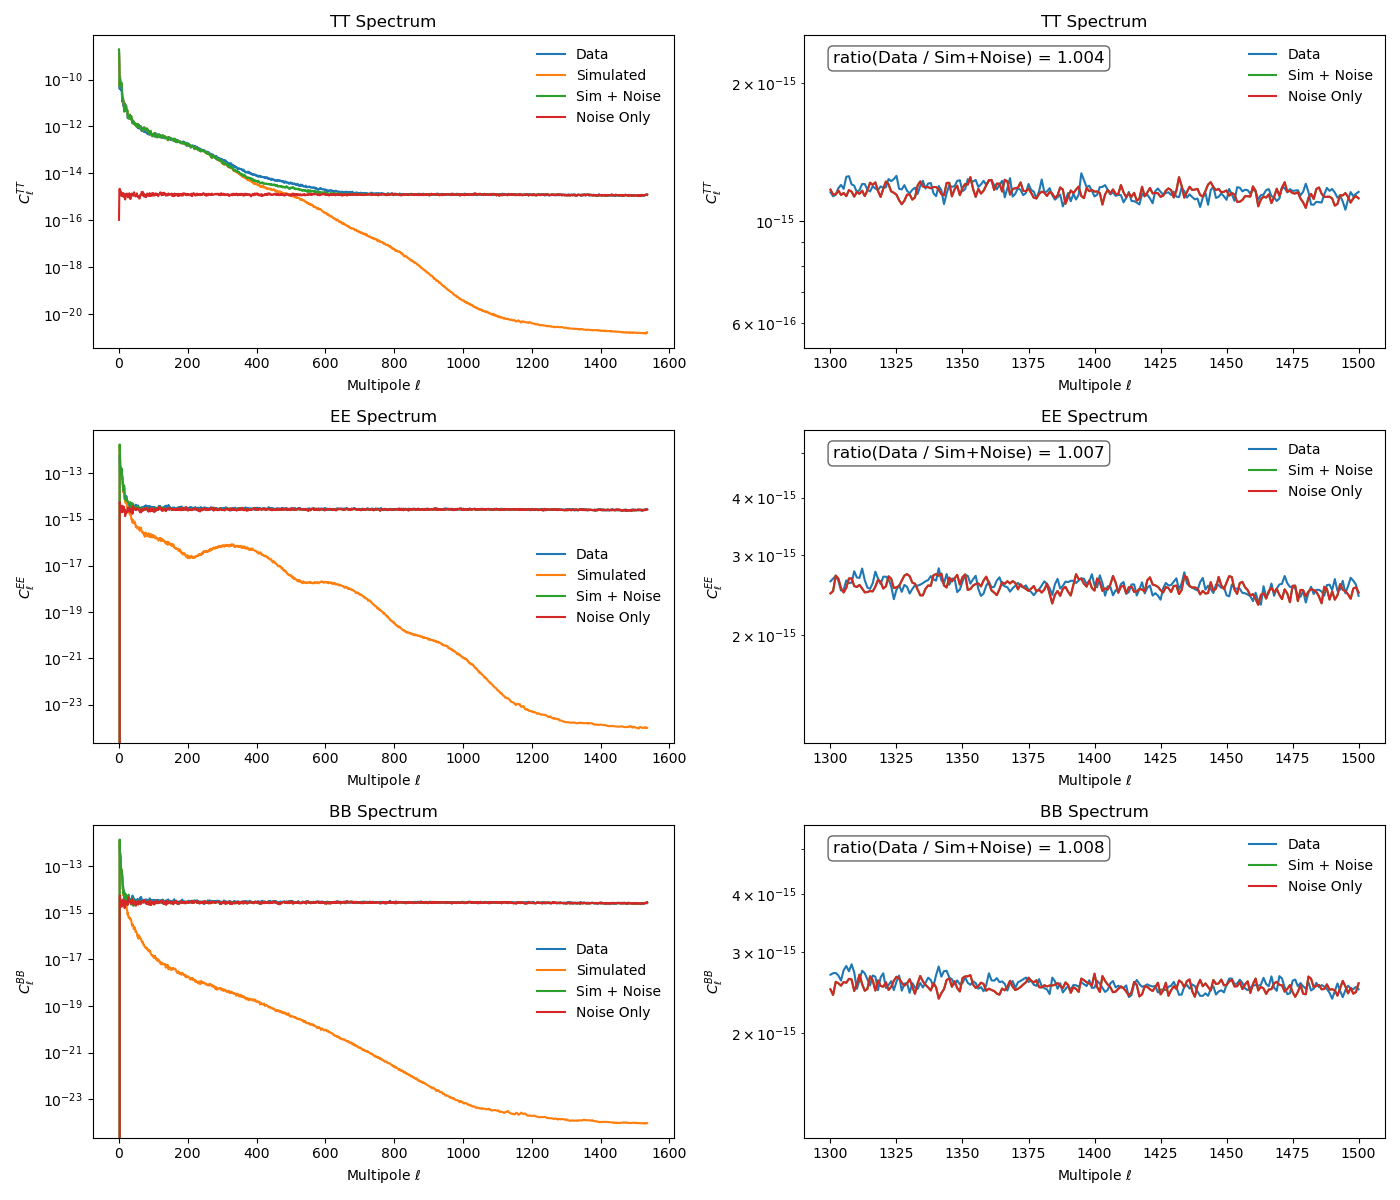 TT Spectrum
C_ℓ^{TT}
10^{-10}
10^{-12}
10^{-14}
10^{-16}
10^{-18}
10^{-20}
Data
Simulated
Sim + Noise
Noise Only
0 200 400 600 800 1000 1200 1400 1600
Multipole ℓ
TT Spectrum
C_ℓ^{TT}
2 × 10^{-15}
10^{-15}
6 × 10^{-16}
ratio(Data / Sim+Noise) = 1.004
Data
Sim + Noise
Noise Only
1300 1325 1350 1375 1400 1425 1450 1475 1500
Multipole ℓ
EE Spectrum
C_ℓ^{EE}
10^{-13}
10^{-15}
10^{-17}
10^{-19}
10^{-21}
10^{-23}
Data
Simulated
Sim + Noise
Noise Only
0 200 400 600 800 1000 1200 1400 1600
Multipole ℓ
EE Spectrum
C_ℓ^{EE}
4 × 10^{-15}
3 × 10^{-15}
2 × 10^{-15}
ratio(Data / Sim+Noise) = 1.007
Data
Sim + Noise
Noise Only
1300 1325 1350 1375 1400 1425 1450 1475 1500
Multipole ℓ
BB Spectrum
C_ℓ^{BB}
10^{-13}
10^{-15}
10^{-17}
10^{-19}
10^{-21}
10^{-23}
Data
Simulated
Sim + Noise
Noise Only
0 200 400 600 800 1000 1200 1400 1600
Multipole ℓ
BB Spectrum
C_ℓ^{BB}
4 × 10^{-15}
3 × 10^{-15}
2 × 10^{-15}
ratio(Data / Sim+Noise) = 1.008
Data
Sim + Noise
Noise Only
1300 1325 1350 1375 1400 1425 1450 1475 1500
Multipole ℓ